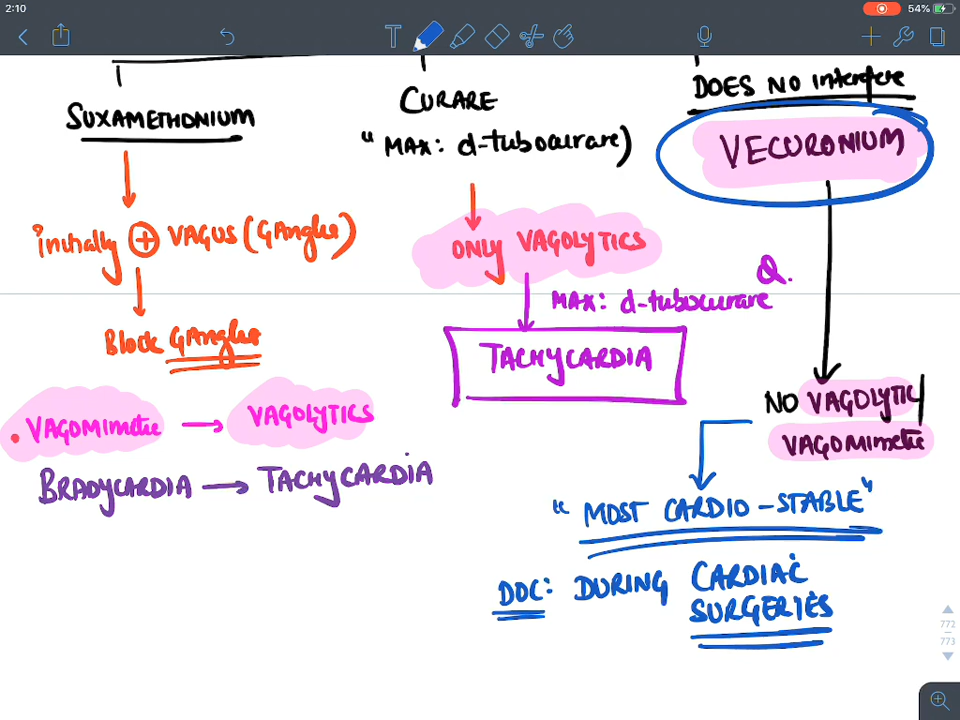 2:10
54%
T
SUXAMETHONIUM
initially + VAGUS (GAnglia)
Block GAnglia
VAGOMimetic → VAGOLYTICS
BRADYCARDIA → TACHYCARDIA
CURARE
"MAX: d-tubocurare)
ONLY VAGOLYTICS
Q.
MAX: d-tubocurare
TACHYCARDIA
DOES NO interfere
VECURONIUM
NO VAGOLYTIC/
VAGOMimetic
"MOST CARDIO-STABLE"
DOC: DURING CARDIAC
SURGERIES
772
773